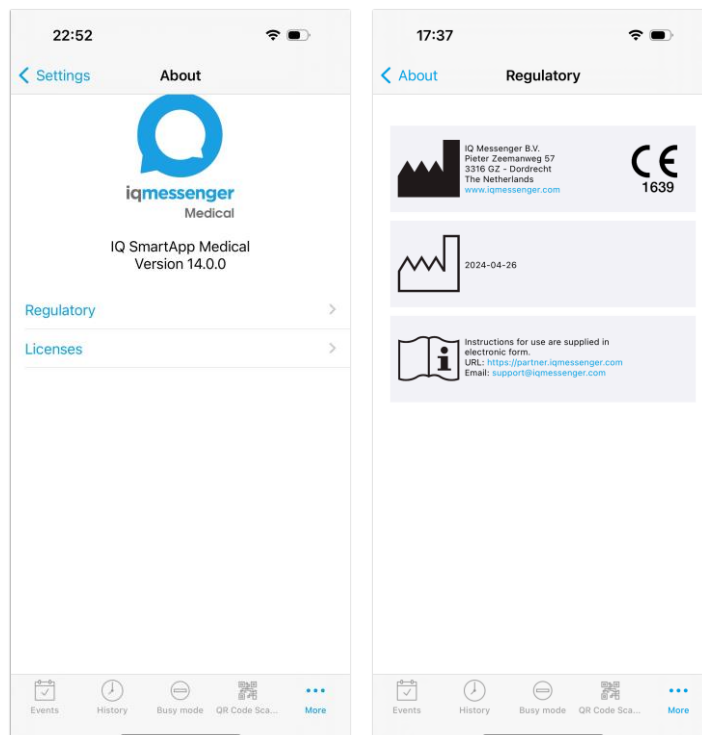 22:52
Settings
About
iqmessenger
Medical
IQ SmartApp Medical
Version 14.0.0
Regulatory
Licenses
Events
History
Busy mode
QR Code Sca...
More
17:37
About
Regulatory
IQ Messenger B.V.
Pieter Zeemanweg 57
3316 GZ - Dordrecht
The Netherlands
www.iqmessenger.com
CE
1639
2024-04-26
Instructions for use are supplied in
electronic form.
URL: https://partner.iqmessenger.com
Email: support@iqmessenger.com
Events
History
Busy mode
QR Code Sca...
More